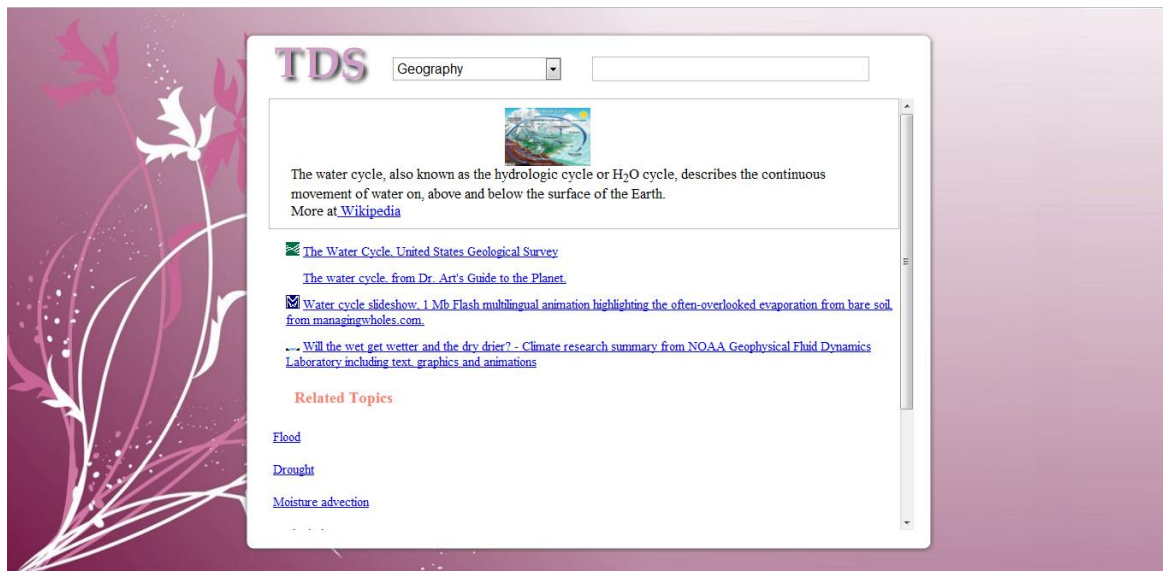 TDS
Geography
The water cycle, also known as the hydrologic cycle or H₂O cycle, describes the continuous
movement of water on, above and below the surface of the Earth.
More at Wikipedia
The Water Cycle, United States Geological Survey
The water cycle, from Dr. Art's Guide to the Planet.
Water cycle slideshow, 1 Mb Flash multilingual animation highlighting the often-overlooked evaporation from bare soil,
from managingwholes.com.
Will the wet get wetter and the dry drier? - Climate research summary from NOAA Geophysical Fluid Dynamics
Laboratory including text, graphics and animations
Related Topics
Flood
Drought
Moisture advection